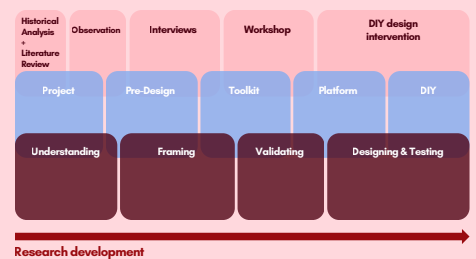 Historical
Analysis
+
Literature
Review
Observation
Interviews
Workshop
DIY design
intervention
Project
Pre-Design
Toolkit
Platform
DIY
Understanding
Framing
Validating
Designing & Testing
Research development